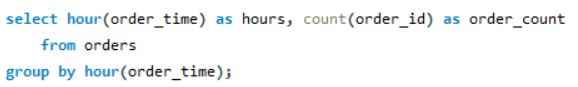 select hour(order_time) as hours, count(order_id) as order_count
from orders
group by hour(order_time);